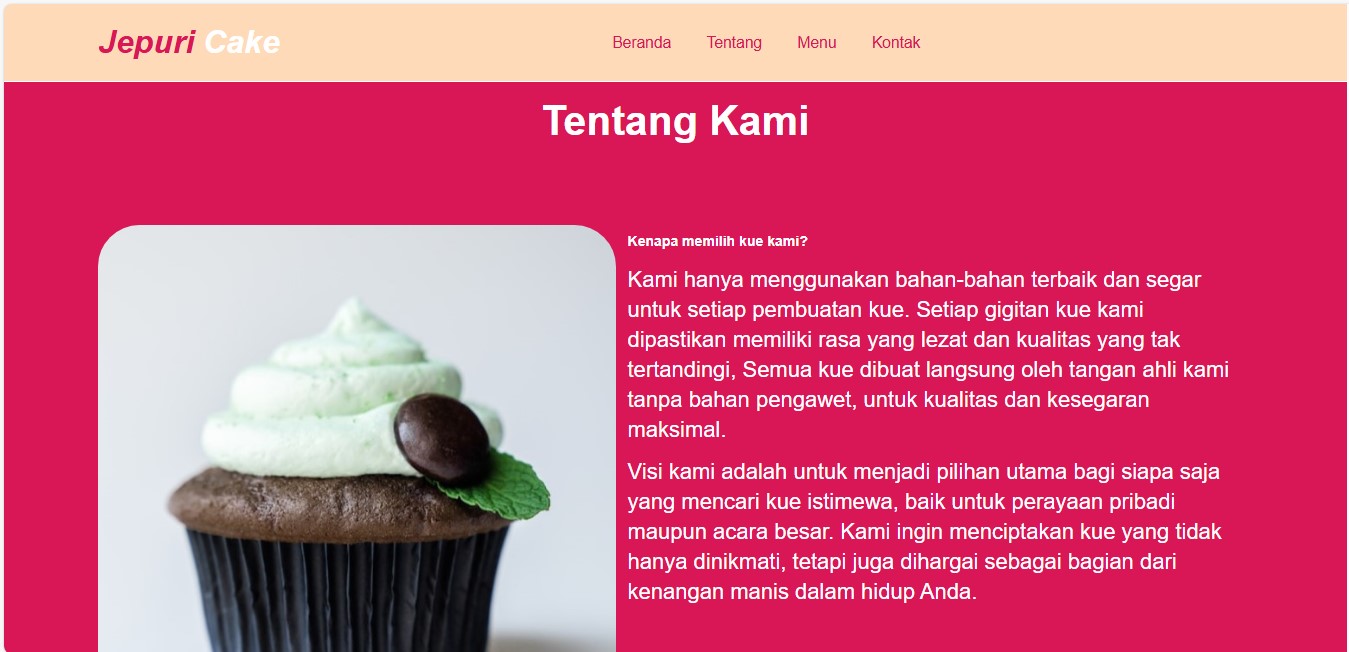 Jepuri Cake
Beranda Tentang Menu Kontak
Tentang Kami
Kenapa memilih kue kami?
Kami hanya menggunakan bahan-bahan terbaik dan segar
untuk setiap pembuatan kue. Setiap gigitan kue kami
dipastikan memiliki rasa yang lezat dan kualitas yang tak
tertandingi, Semua kue dibuat langsung oleh tangan ahli kami
tanpa bahan pengawet, untuk kualitas dan kesegaran
maksimal.
Visi kami adalah untuk menjadi pilihan utama bagi siapa saja
yang mencari kue istimewa, baik untuk perayaan pribadi
maupun acara besar. Kami ingin menciptakan kue yang tidak
hanya dinikmati, tetapi juga dihargai sebagai bagian dari
kenangan manis dalam hidup Anda.